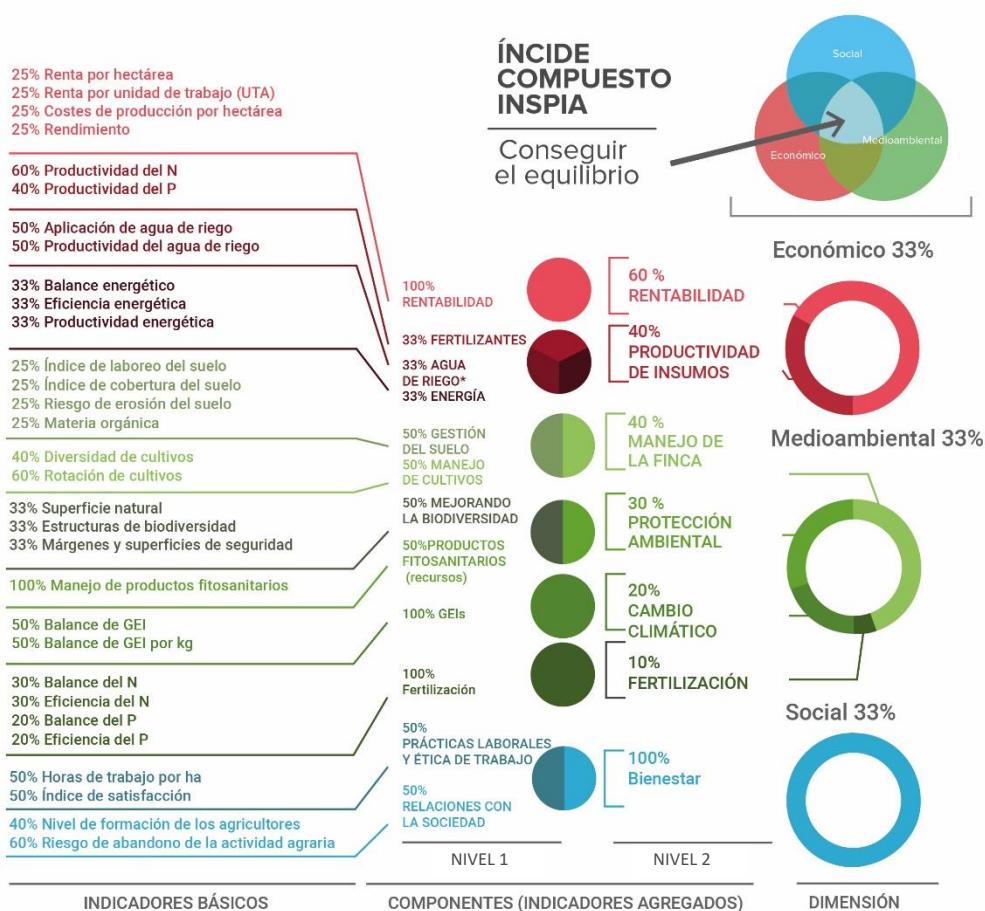 ÍNCIDE
COMPUESTO
INSPIA
Conseguir
el equilibrio
Social
Económico
Medioambiental
25% Renta por hectárea
25% Renta por unidad de trabajo (UTA)
25% Costes de producción por hectárea
25% Rendimiento
60% Productividad del N
40% Productividad del P
50% Aplicación de agua de riego
50% Productividad del agua de riego
33% Balance energético
33% Eficiencia energética
33% Productividad energética
25% Índice de laboreo del suelo
25% Índice de cobertura del suelo
25% Riesgo de erosión del suelo
25% Materia orgánica
40% Diversidad de cultivos
60% Rotación de cultivos
33% Superficie natural
33% Estructuras de biodiversidad
33% Márgenes y superficies de seguridad
100% Manejo de productos fitosanitarios
50% Balance de GEI
50% Balance de GEI por kg
30% Balance del N
30% Eficiencia del N
20% Balance del P
20% Eficiencia del P
50% Horas de trabajo por ha
50% Índice de satisfacción
40% Nivel de formación de los agricultores
60% Riesgo de abandono de la actividad agraria
INDICADORES BÁSICOS
100%
RENTABILIDAD
33% FERTILIZANTES
33% AGUA
DE RIEGO*
33% ENERGÍA
50% GESTIÓN
DEL SUELO
50% MANEJO
DE CULTIVOS
50% MEJORANDO
LA BIODIVERSIDAD
50%PRODUCTOS
FITOSANITARIOS
(recursos)
100% GEIs
100%
Fertilización
50%
PRÁCTICAS LABORALES
Y ÉTICA DE TRABAJO
50%
RELACIONES CON
LA SOCIEDAD
NIVEL 1
60 %
RENTABILIDAD
40%
PRODUCTIVIDAD
DE INSUMOS
40 %
MANEJO DE
LA FINCA
30 %
PROTECCIÓN
AMBIENTAL
20%
CAMBIO
CLIMÁTICO
10%
FERTILIZACIÓN
100%
Bienestar
NIVEL 2
COMPONENTES (INDICADORES AGREGADOS)
Económico 33%
Medioambiental 33%
Social 33%
DIMENSIÓN